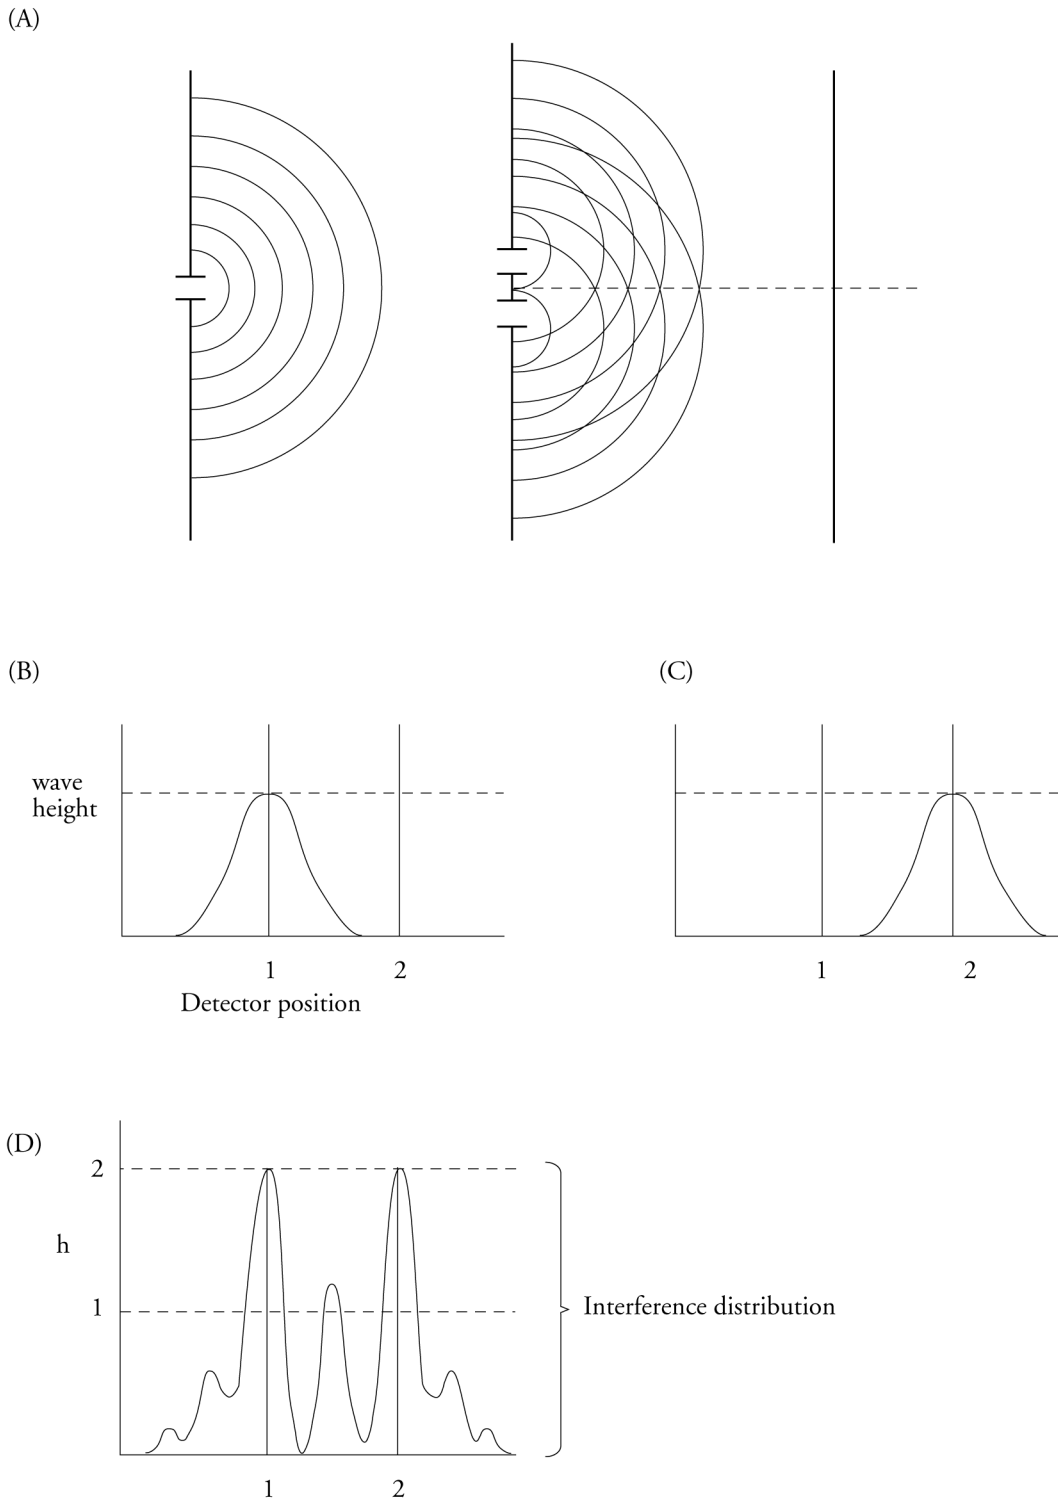 (A)
(B)
(C)
wave
height
1
2
1
2
Detector position
(D)
2
h
1
Interference distribution
1
2